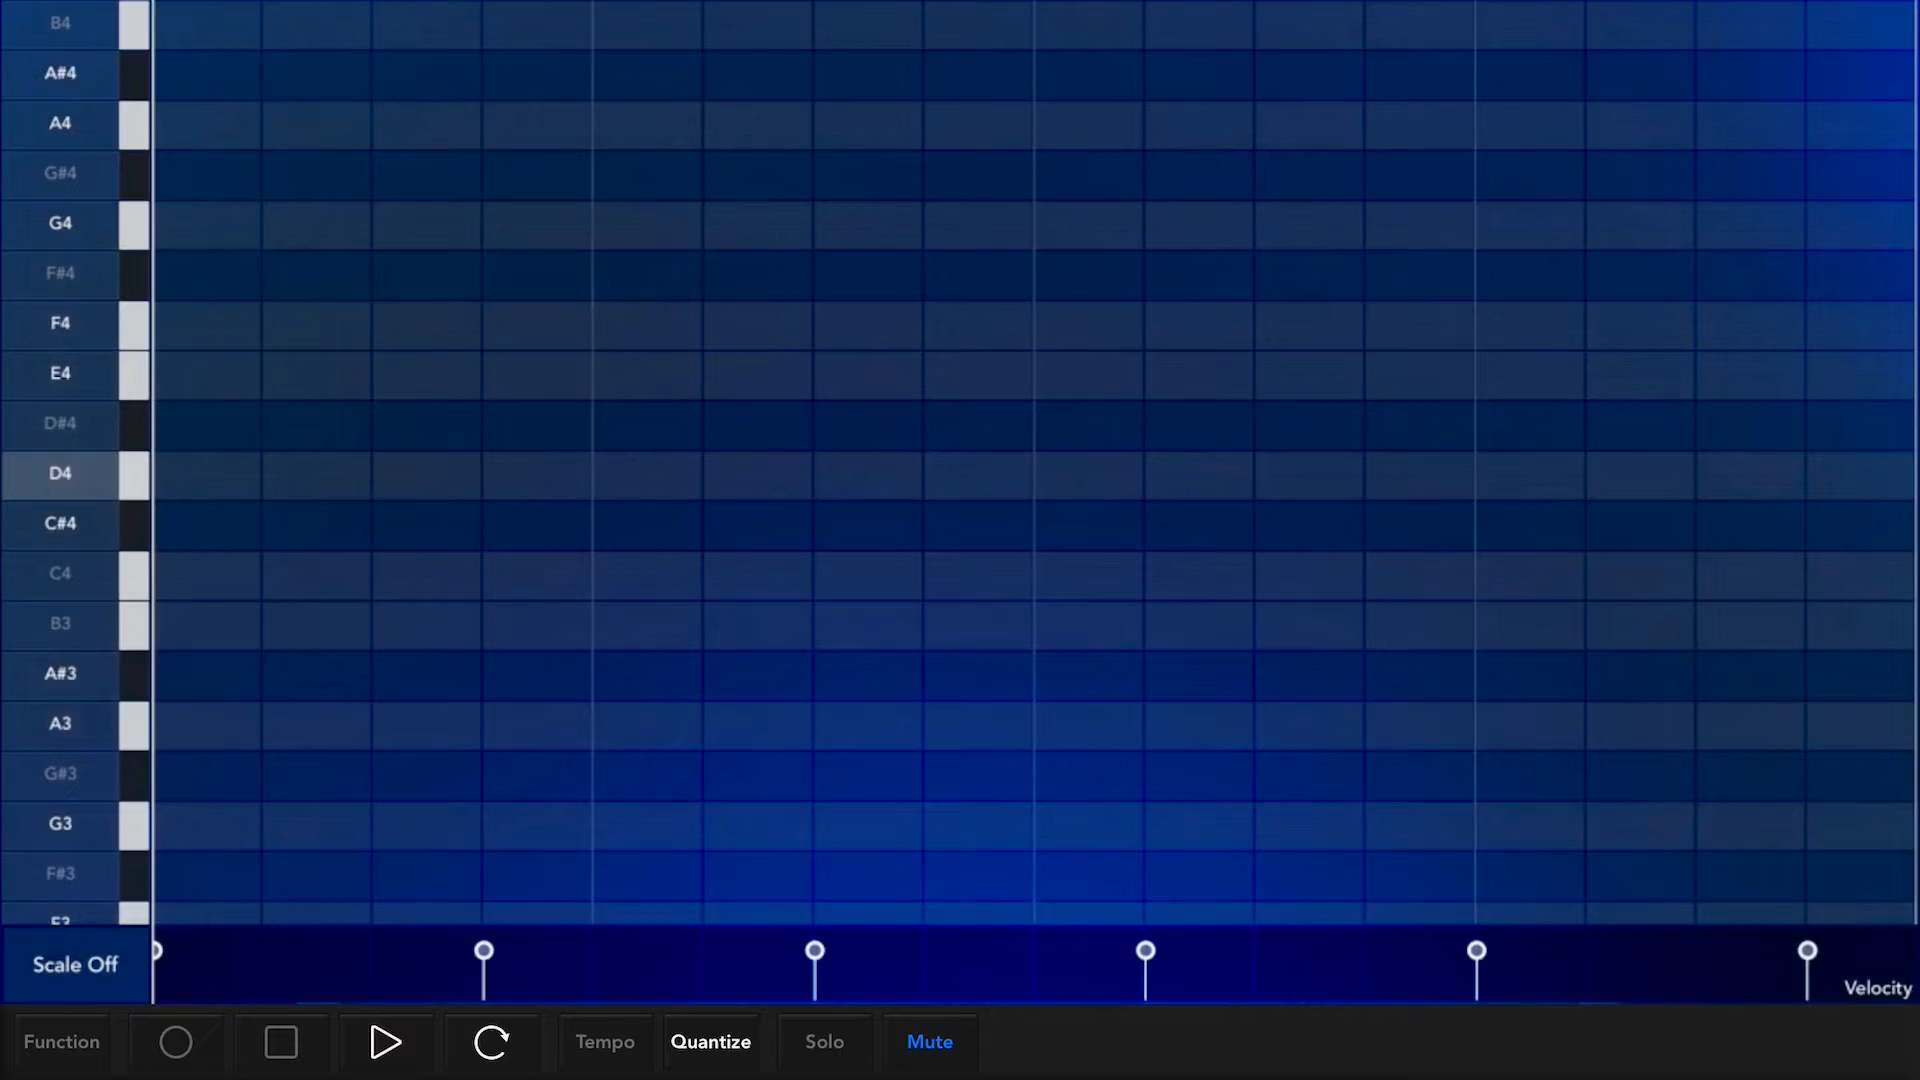 B4
A#4
A4
G#4
G4
F#4
F4
E4
D#4
D4
C#4
C4
B3
A#3
A3
G#3
G3
F#3
E3
Scale Off
Velocity
Function Tempo Quantize Solo Mute